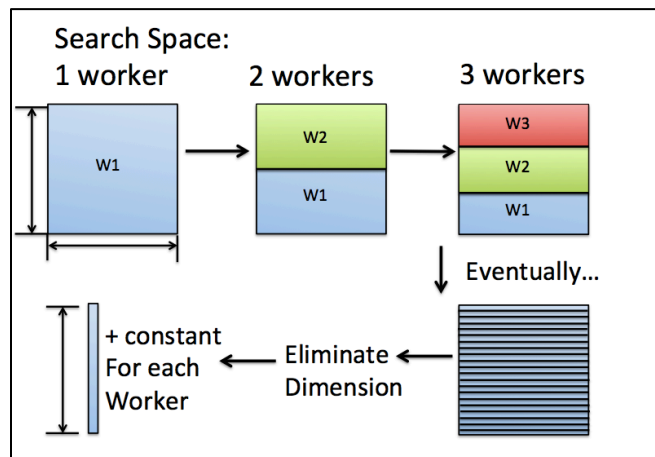 Search Space:
1 worker
2 workers
3 workers
W1
W2
W1
W3
W2
W1
Eventually...
+ constant
For each
Worker
Eliminate
Dimension